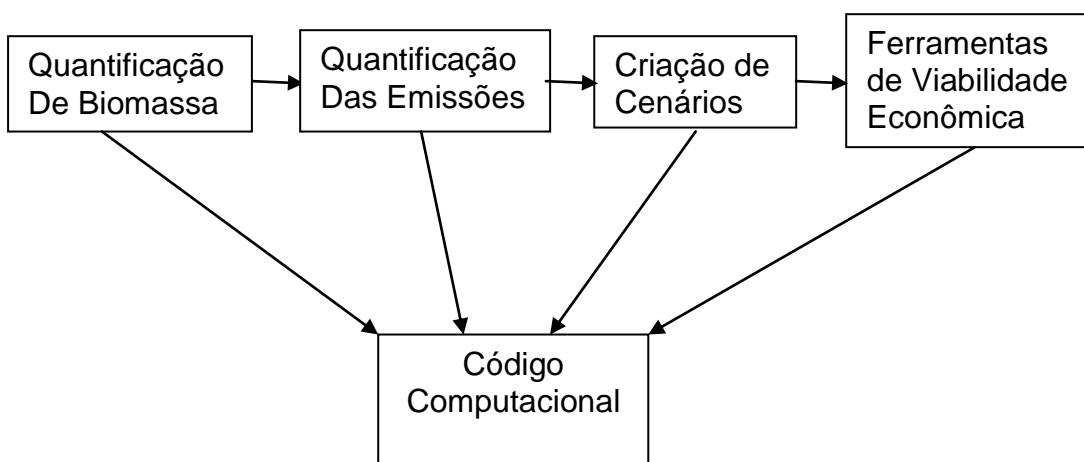 Quantificação
De Biomassa
Quantificação
Das Emissões
Criação de
Cenários
Ferramentas
de Viabilidade
Econômica
Código
Computacional